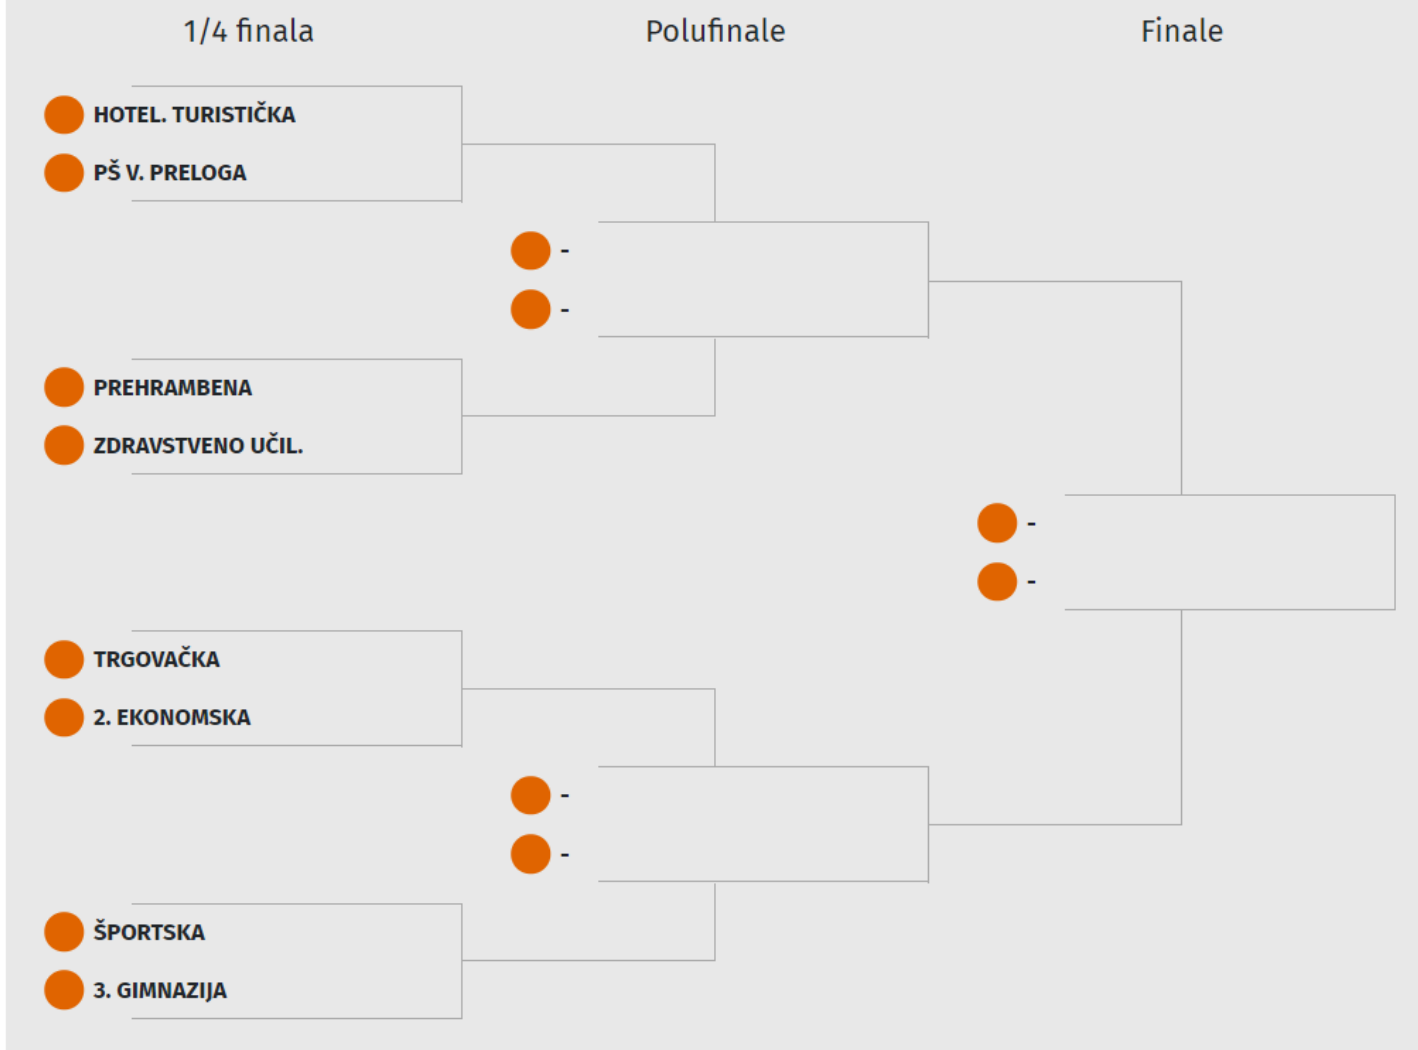 1/4 finala
Polufinale
Finale
HOTEL. TURISTIČKA
PŠ V. PRELOGA
-
-
PREHRAMBENA
ZDRAVSTVENO UČIL.
-
-
TRGOVAČKA
2. EKONOMSKA
-
-
ŠPORTSKA
3. GIMNAZIJA